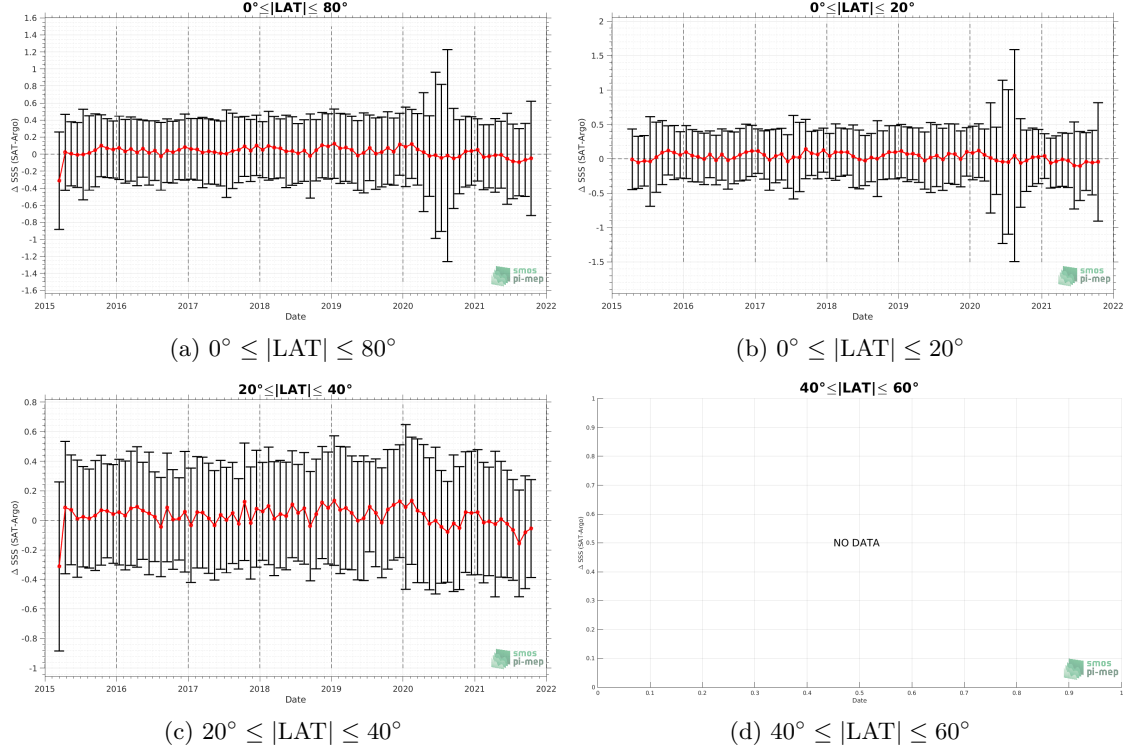 0°≤|LAT|≤ 80°
1.6
1.4
1.2
1
0.8
0.6
0.4
0.2
0
-0.2
-0.4
-0.6
-0.8
-1
-1.2
-1.4
-1.6
Δ SSS (SAT-Argo)
2015 2016 2017 2018 2019 2020 2021 2022
Date
smos
pi-mep
(a) 0° ≤ |LAT| ≤ 80°
0°≤|LAT|≤ 20°
2
1.5
1
0.5
0
-0.5
-1
-1.5
Δ SSS (SAT-Argo)
2015 2016 2017 2018 2019 2020 2021 2022
Date
smos
pi-mep
(b) 0° ≤ |LAT| ≤ 20°
20°≤|LAT|≤ 40°
0.8
0.6
0.4
0.2
0
-0.2
-0.4
-0.6
-0.8
-1
Δ SSS (SAT-Argo)
2015 2016 2017 2018 2019 2020 2021 2022
Date
smos
pi-mep
(c) 20° ≤ |LAT| ≤ 40°
40°≤|LAT|≤ 60°
1
0.9
0.8
0.7
0.6
0.5
0.4
0.3
0.2
0.1
0
Δ SSS (SAT-Argo)
NO DATA
0 0.1 0.2 0.3 0.4 0.5 0.6 0.7 0.8 0.9 1
Date
smos
pi-mep
(d) 40° ≤ |LAT| ≤ 60°